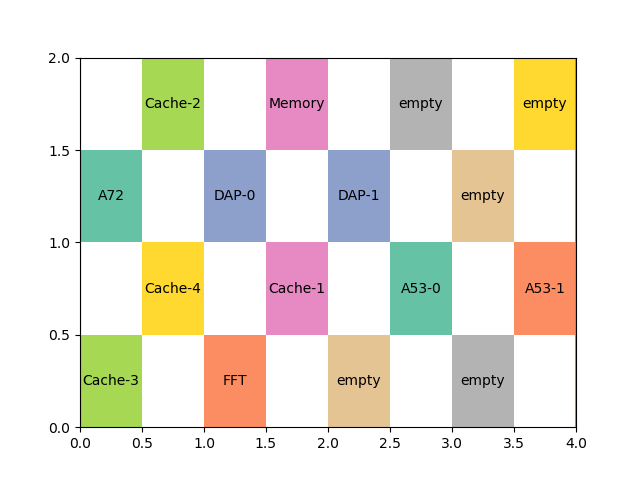 2.0
Cache-2 Memory empty empty
1.5
A72 DAP-0 DAP-1 empty
1.0
Cache-4 Cache-1 A53-0 A53-1
0.5
Cache-3 FFT empty empty
0.0
0.0 0.5 1.0 1.5 2.0 2.5 3.0 3.5 4.0